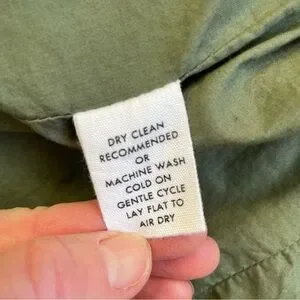 DRY CLEAN
RECOMMENDED
OR
MACHINE WASH
COLD ON
GENTLE CYCLE
LAY FLAT TO
AIR DRY